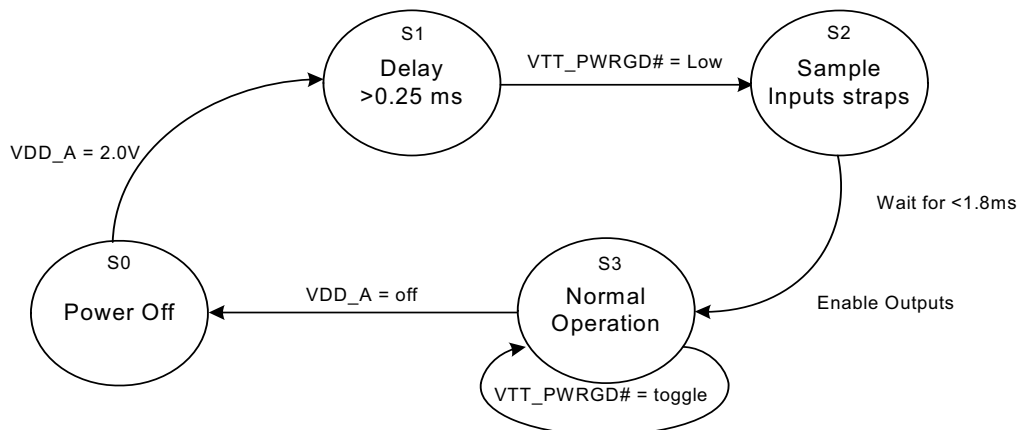 S1
Delay
>0.25 ms
VTT_PWRGD# = Low
S2
Sample
Inputs straps
VDD_A = 2.0V
Wait for <1.8ms
S0
Power Off
VDD_A = off
S3
Normal
Operation
Enable Outputs
VTT_PWRGD# = toggle